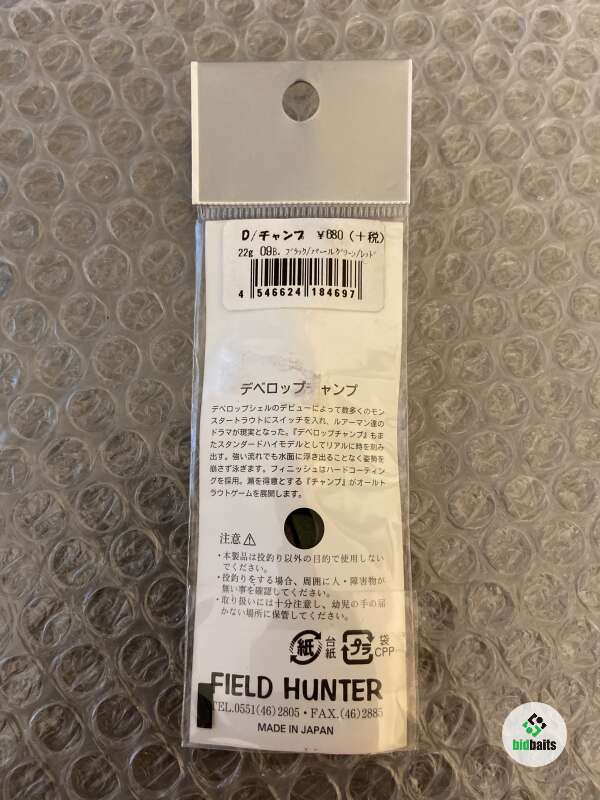 D/チャンプ ¥680(+税)
22g 09B. ブラック/パールグリーン/レッド
4 546624 184697
デベロップチャンプ
デベロップシェルのデビューによって数多くのモン
スタートラウトにスイッチを入れ、ルアーマン達の
ドラマが現実となった。『デベロップチャンプ』もま
たスタンダードハイモデルとしてリアルに時を刻み
出す。強い流れでも水面に浮き出ることなく姿勢を
崩さず泳ぎます。フィニッシュはハードコーティン
グを採用。瀬を得意とする『チャンプ』がオールト
ラウトゲームを展開します。
注意⚠
・本製品は投釣り以外の目的で使用しない
でください。
・投釣りをする場合、周囲に人・障害物が
無い事を確認してください。
・取り扱いには十分注意し、幼児の手の届
かない場所に保管してください。
紙 台紙 プラ 袋 CPP
FIELD HUNTER
TEL.0551(46)2805・FAX.(46)2885
MADE IN JAPAN
bidbaits